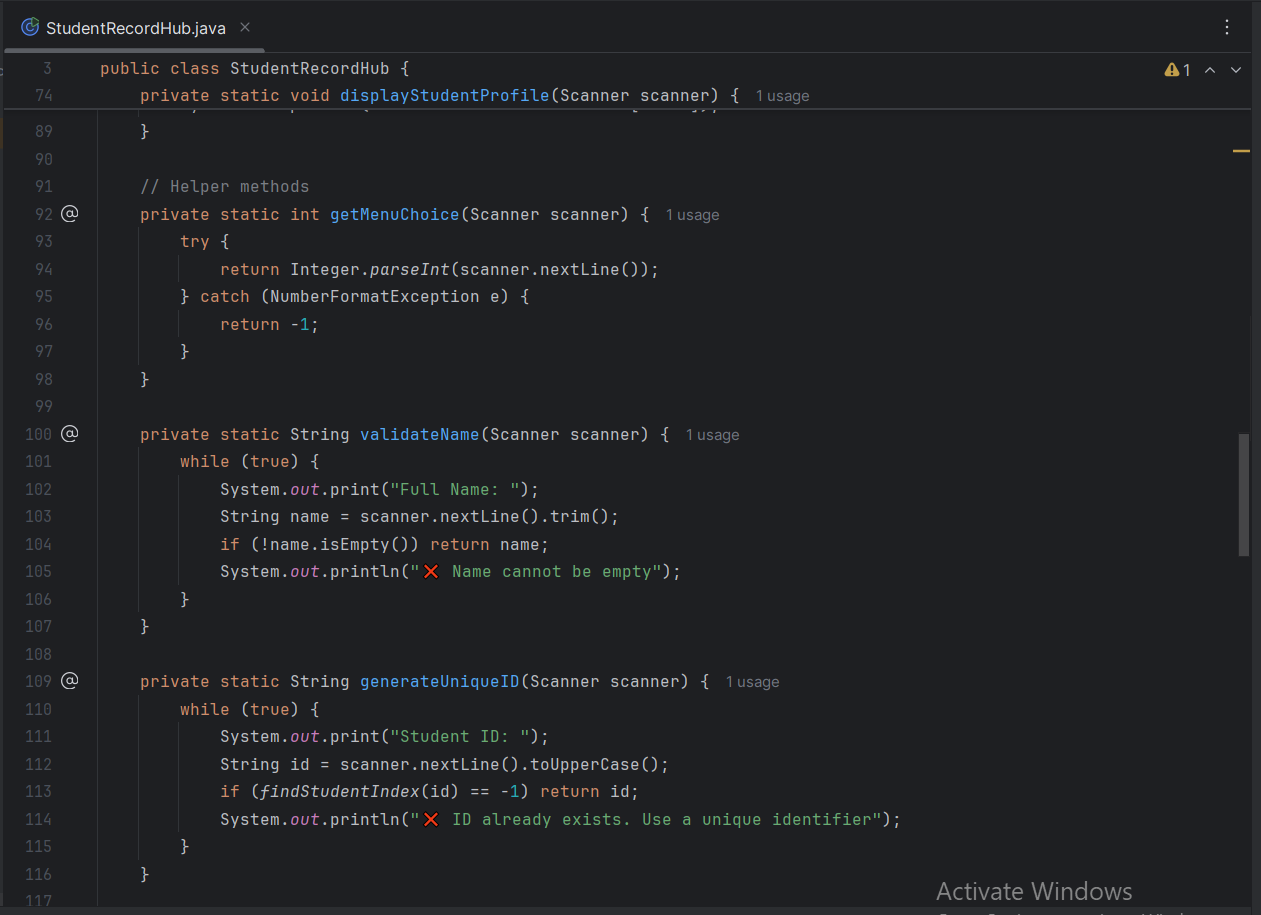 StudentRecordHub.java
3 public class StudentRecordHub { 1
74     private static void displayStudentProfile(Scanner scanner) { 1 usage
89     }
90
91     // Helper methods
92 @     private static int getMenuChoice(Scanner scanner) { 1 usage
93         try {
94             return Integer.parseInt(scanner.nextLine());
95         } catch (NumberFormatException e) {
96             return -1;
97         }
98     }
99
100 @     private static String validateName(Scanner scanner) { 1 usage
101         while (true) {
102             System.out.print("Full Name: ");
103             String name = scanner.nextLine().trim();
104             if (!name.isEmpty()) return name;
105             System.out.println("❌ Name cannot be empty");
106         }
107     }
108
109 @     private static String generateUniqueID(Scanner scanner) { 1 usage
110         while (true) {
111             System.out.print("Student ID: ");
112             String id = scanner.nextLine().toUpperCase();
113             if (findStudentIndex(id) == -1) return id;
114             System.out.println("❌ ID already exists. Use a unique identifier");
115         }
116     }
117
Activate Windows